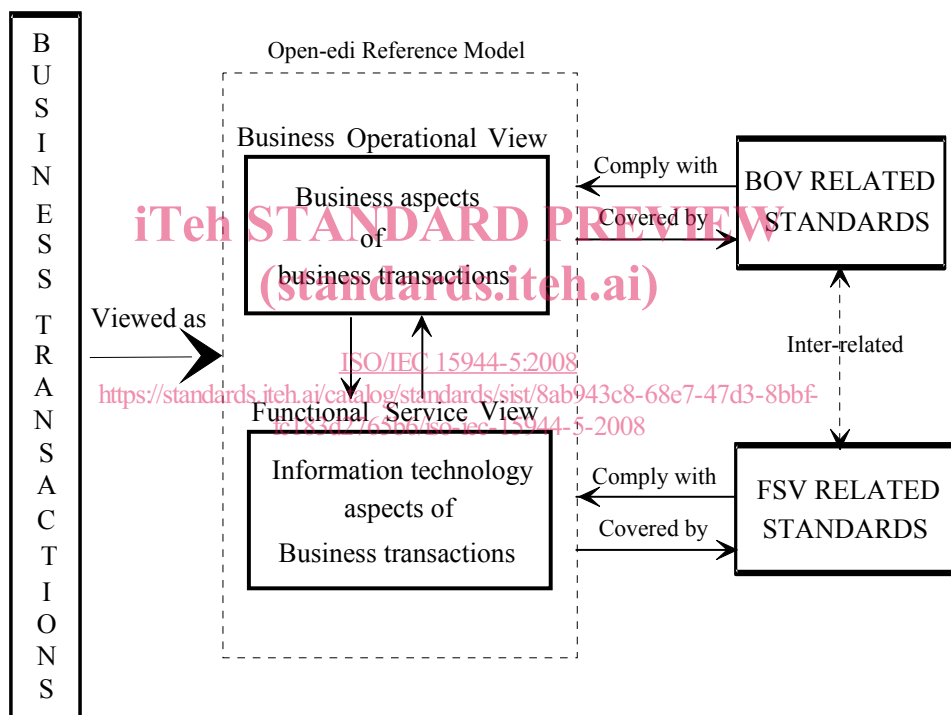 BUSINESS TRANSACTIONS
Open-edi Reference Model
Business Operational View
Business aspects
of
business transactions
Comply with
Covered by
BOV RELATED
STANDARDS
iTeh STANDARD PREVIEW
(standards.iteh.ai)
Viewed as
Inter-related
ISO/IEC 15944-5:2008
https://standards.iteh.ai/catalog/standards/sist/8ab943c8-68e7-47d3-8bbf-
fc183d2765b6/iso-iec-15944-5-2008
Functional Service View
Information technology
aspects of
Business transactions
Comply with
Covered by
FSV RELATED
STANDARDS